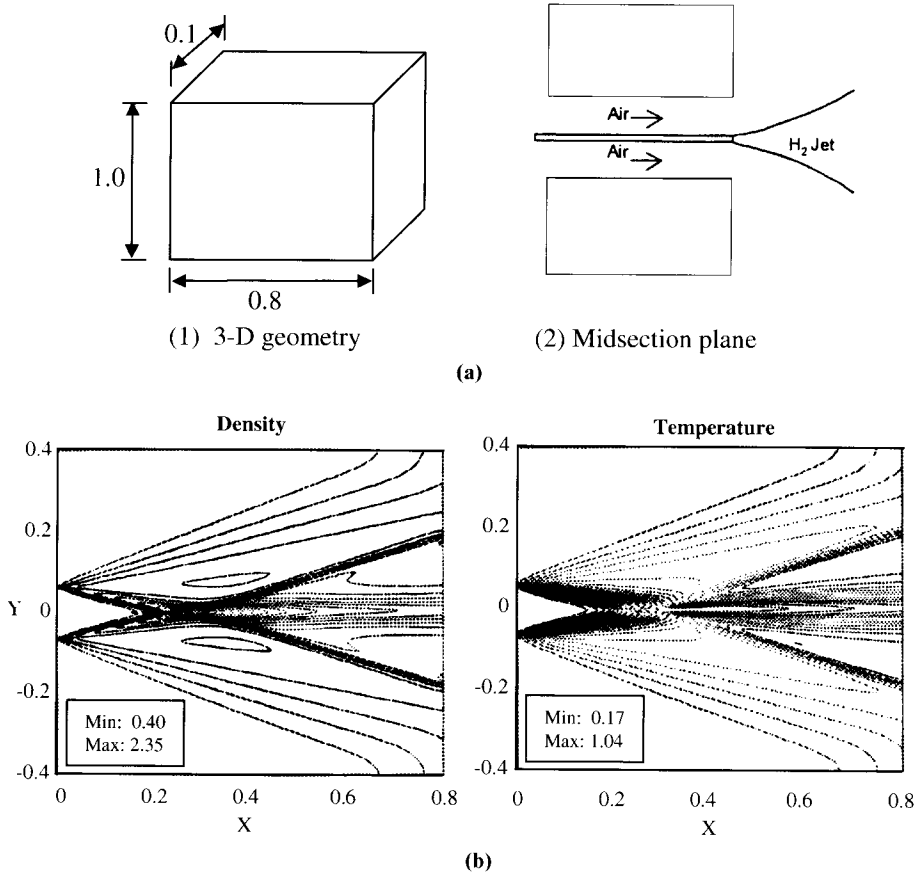 0.1
1.0
0.8
(1) 3-D geometry
Air
Air
H₂ Jet
(2) Midsection plane
(a)
Density
0.4
0.2
Y 0
-0.2
-0.4
Min: 0.40
Max: 2.35
0 0.2 0.4 0.6 0.8
X
Temperature
0.4
0.2
0
-0.2
-0.4
Min: 0.17
Max: 1.04
0 0.2 0.4 0.6 0.8
X
(b)